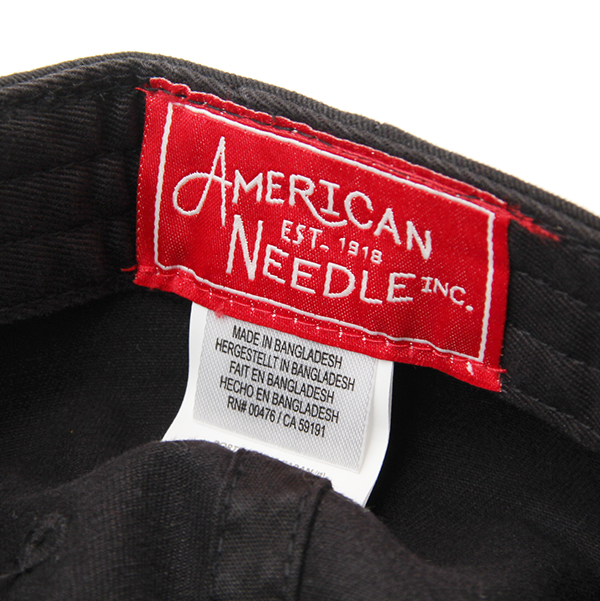 AMERICAN
EST. 1918
NEEDLE INC.
MADE IN BANGLADESH
HERGESTELLT IN BANGLADESH
FAIT EN BANGLADESH
HECHO EN BANGLADESH
RN# 00476 / CA 59191